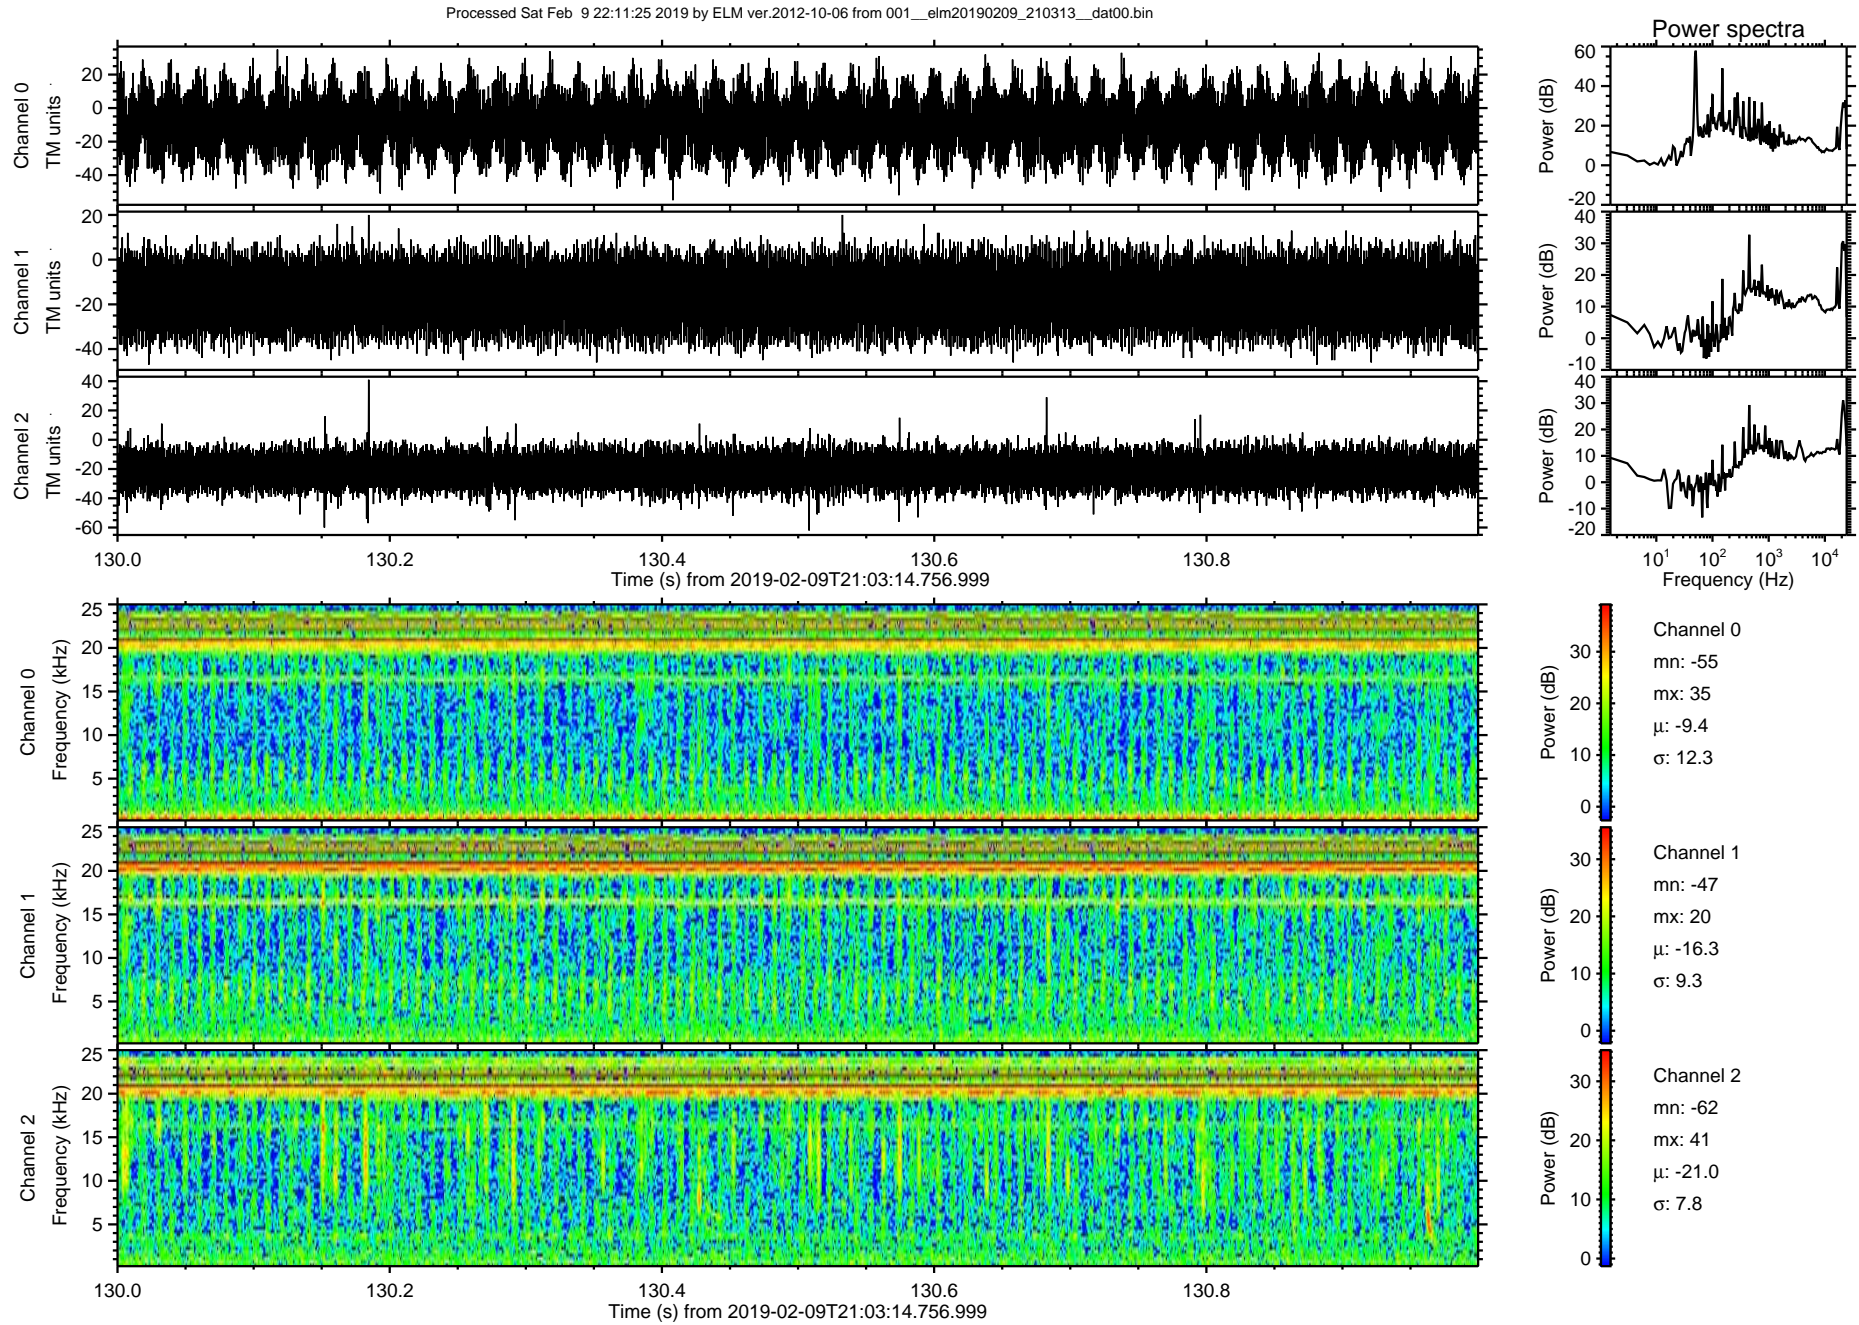 Processed Sat Feb  9 22:11:25 2019 by ELM ver.2012-10-06 from 001__elm20190209_210313__dat00.bin
Power spectra
Channel 0
TM units
20
0
-20
-40
Power (dB)
60
40
20
0
-20
Channel 1
TM units
20
0
-20
-40
Power (dB)
40
30
20
10
0
-10
Channel 2
TM units
40
20
0
-20
-40
-60
Power (dB)
40
30
20
10
0
-10
-20
130.0 130.2 130.4 130.6 130.8
Time (s) from 2019-02-09T21:03:14.756.999
10¹ 10² 10³ 10⁴
Frequency (Hz)
Channel 0
Frequency (kHz)
25
20
15
10
5
Power (dB)
30
20
10
0
Channel 0
mn: -55
mx: 35
μ: -9.4
σ: 12.3
Channel 1
Frequency (kHz)
25
20
15
10
5
Power (dB)
30
20
10
0
Channel 1
mn: -47
mx: 20
μ: -16.3
σ: 9.3
Channel 2
Frequency (kHz)
25
20
15
10
5
Power (dB)
30
20
10
0
Channel 2
mn: -62
mx: 41
μ: -21.0
σ: 7.8
130.0 130.2 130.4 130.6 130.8
Time (s) from 2019-02-09T21:03:14.756.999